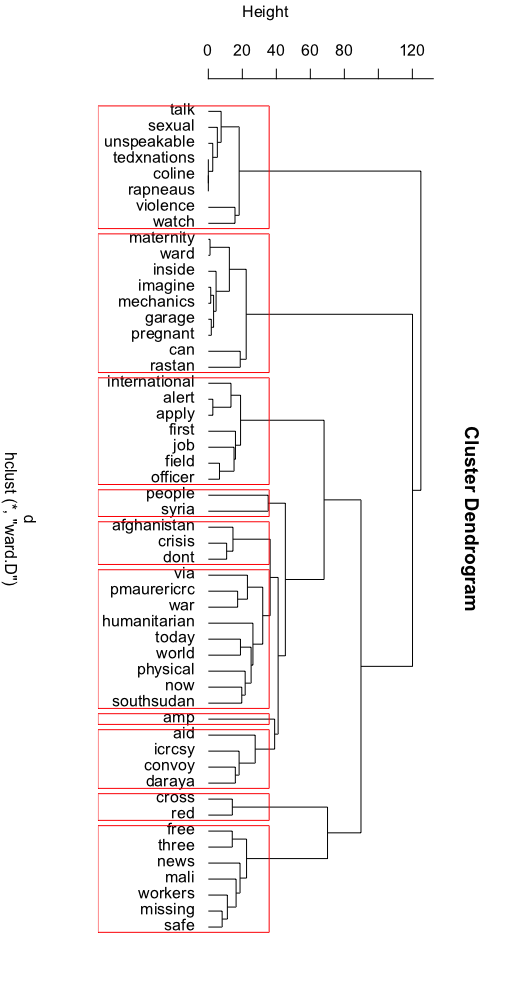 Height
0 20 40 60 80 120
talk
sexual
unspeakable
tedxnations
coline
rapneaus
violence
watch
maternity
ward
inside
imagine
mechanics
garage
pregnant
can
rastan
international
alert
apply
first
job
field
officer
people
syria
afghanistan
crisis
dont
via
pmaurericrc
war
humanitarian
today
world
physical
now
southsudan
amp
aid
icrcsy
convoy
daraya
cross
red
free
three
news
mali
workers
missing
safe
Cluster Dendrogram
d
hclust (*, "ward.D")